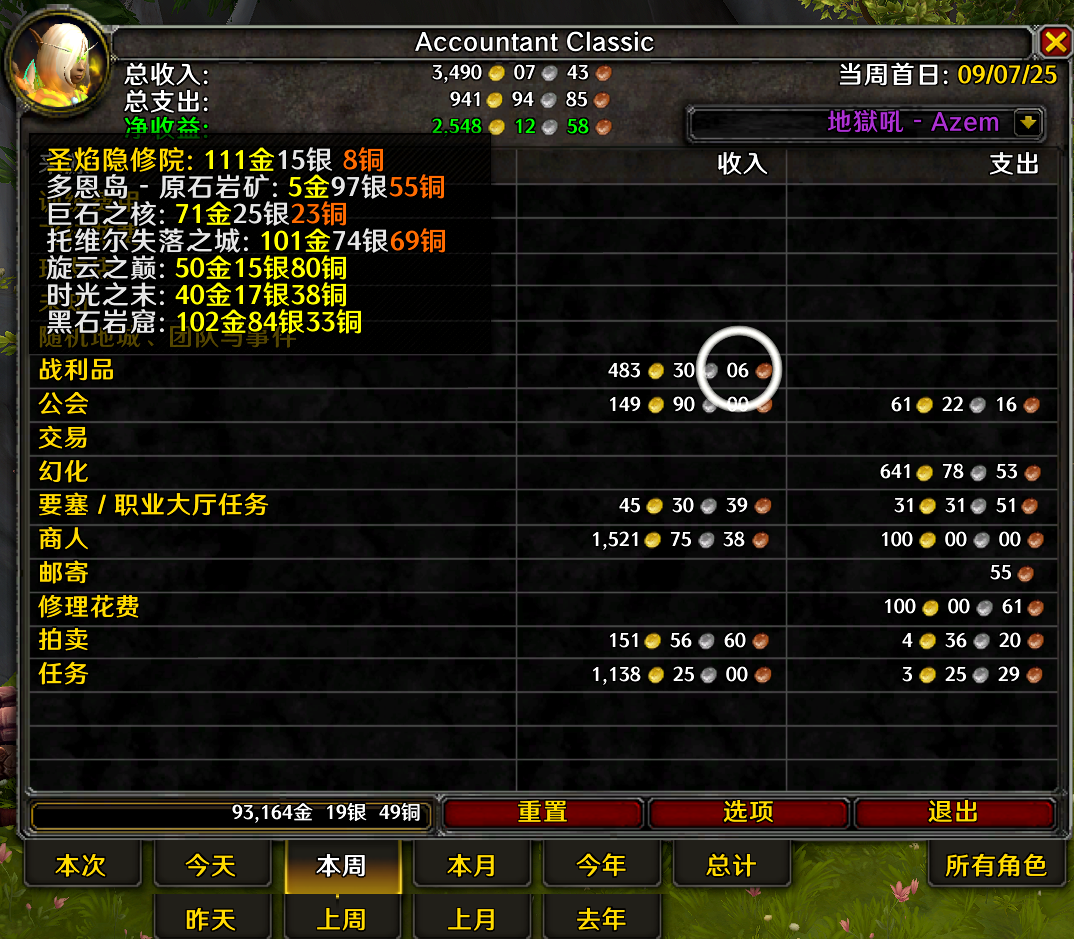 Accountant Classic
总收入: 3,490 07 43
当周首日: 09/07/25
总支出: 941 94 85
净收益: 2,548 12 58
地獄吼 - Azem
收入 支出
圣焰隐修院: 111金15银 8铜
多恩岛 - 原石岩矿: 5金97银55铜
巨石之核: 71金25银23铜
托维尔失落之城: 101金74银69铜
旋云之巅: 50金15银80铜
时光之末: 40金17银38铜
黑石岩窟: 102金84银33铜
随机地城、团队与事件
战利品 483 30 06
公会 149 90 00 61 22 16
交易
幻化 641 78 53
要塞 / 职业大厅任务 45 30 39 31 31 51
商人 1,521 75 38 100 00 00
邮寄 55
修理花费 100 00 61
拍卖 151 56 60 4 36 20
任务 1,138 25 00 3 25 29
93,164金 19银 49铜 重置 选项 退出
本次 今天 本周 本月 今年 总计 所有角色
昨天 上周 上月 去年